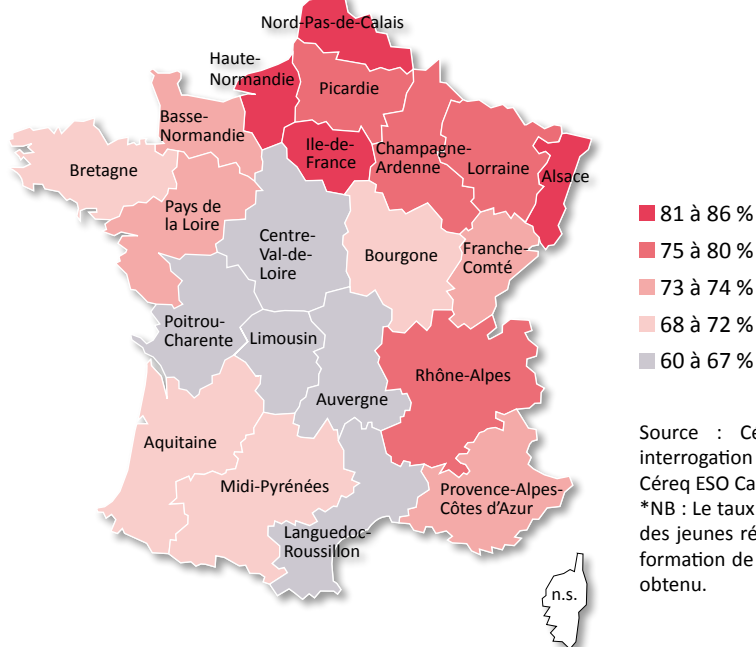 Nord-Pas-de-Calais
Haute-
Normandie
Picardie
Basse-
Normandie
Ile-de-
France
Champagne-
Ardenne
Lorraine
Alsace
Bretagne
Pays de
la Loire
Centre-
Val-de-
Loire
Bourgone
Franche-
Comté
Poitrou-
Charente
Limousin
Auvergne
Rhône-Alpes
Aquitaine
Midi-Pyrénées
Provence-Alpes-
Côtes d'Azur
Languedoc-
Roussillon
n.s.
81 à 86 %
75 à 80 %
73 à 74 %
68 à 72 %
60 à 67 %
Source : Ce
interrogation
Céreq ESO Ca
*NB : Le taux
des jeunes ré
formation de
obtenu.